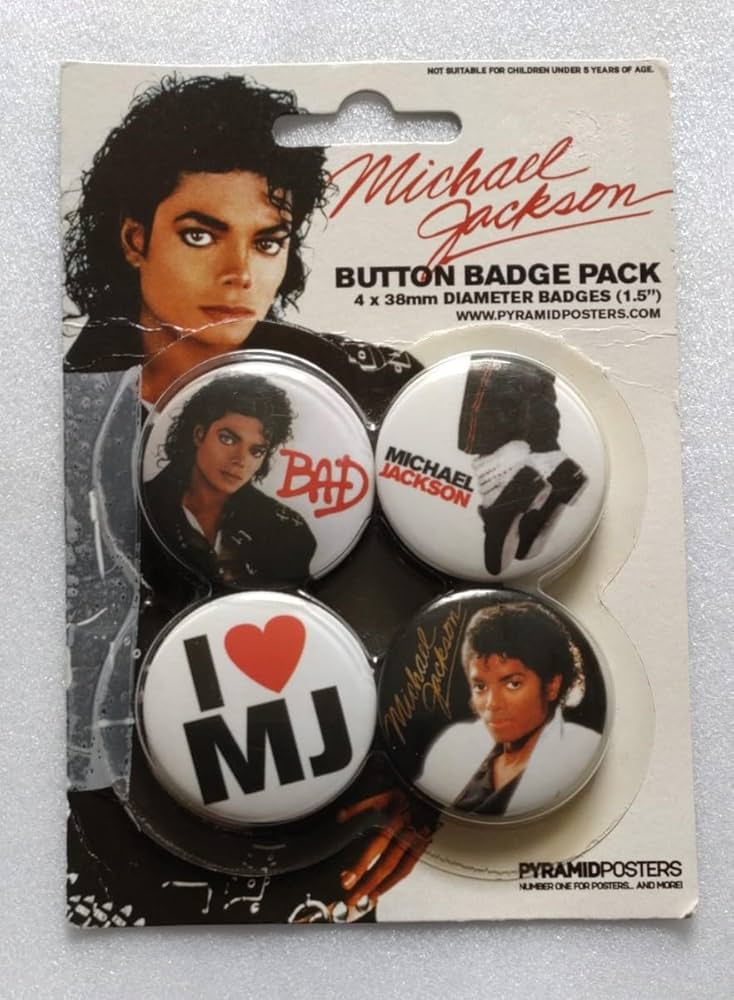 NOT SUITABLE FOR CHILDREN UNDER 5 YEARS OF AGE.
Michael
Jackson
BUTTON BADGE PACK
4 x 38mm DIAMETER BADGES (1.5")
WWW.PYRAMIDPOSTERS.COM
BAD
MICHAEL
JACKSON
I ♥
MJ
Michael
Jackson
PYRAMIDPOSTERS
NUMBER ONE FOR POSTERS... AND MORE!